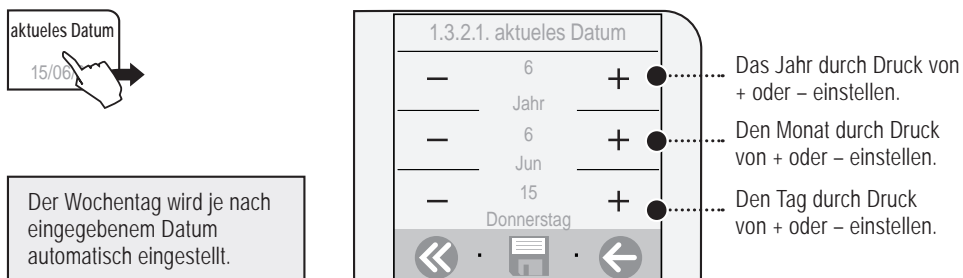 aktueles Datum
15/06/
1.3.2.1. aktueles Datum
− 6 +
Jahr
− 6 +
Jun
− 15 +
Donnerstag
Das Jahr durch Druck von
+ oder – einstellen.
Den Monat durch Druck
von + oder – einstellen.
Den Tag durch Druck
von + oder – einstellen.
Der Wochentag wird je nach
eingegebenem Datum
automatisch eingestellt.